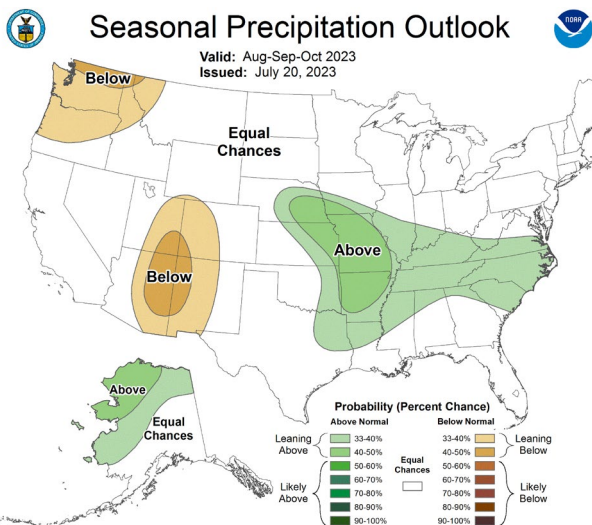 Seasonal Precipitation Outlook
NOAA
Valid: Aug-Sep-Oct 2023
Issued: July 20, 2023
Below
Equal
Chances
Above
Below
Above
Equal
Chances
Probability (Percent Chance)
Above Normal
Below Normal
Leaning
Above
33-40%
40-50%
Likely
Above
50-60%
60-70%
70-80%
80-90%
90-100%
Equal
Chances
33-40%
40-50%
Leaning
Below
50-60%
60-70%
70-80%
80-90%
90-100%
Likely
Below